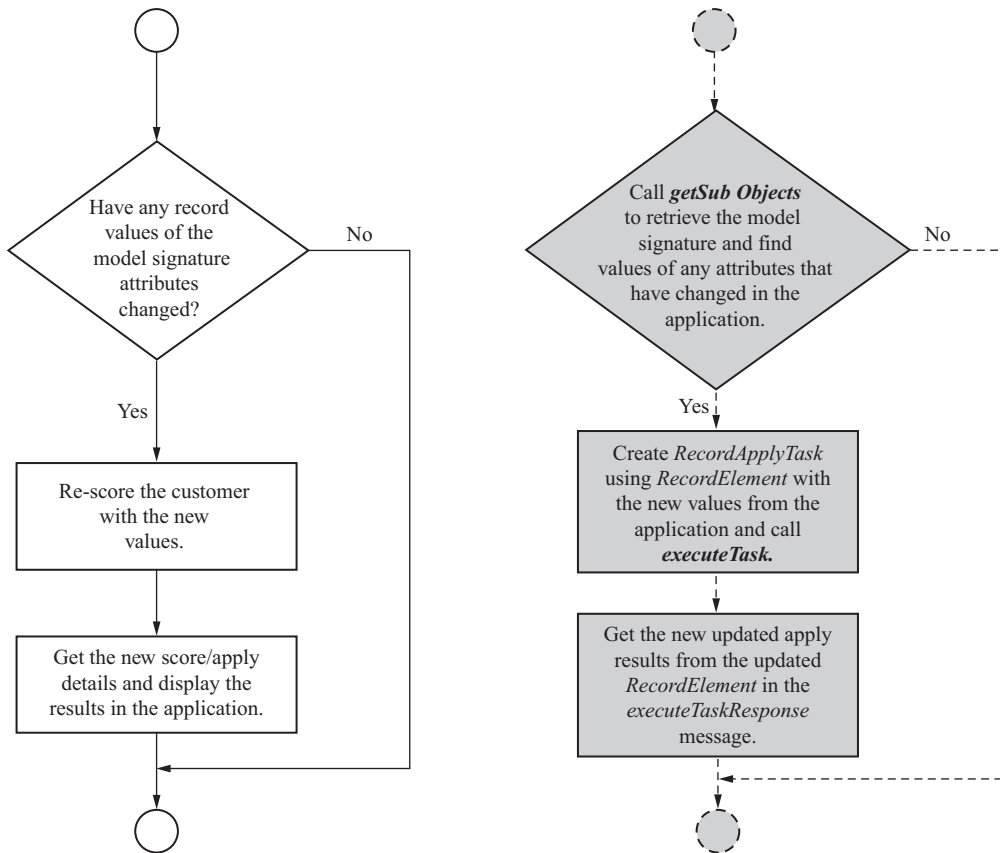 Have any record
values of the
model signature
attributes
changed?
No
Yes
Re-score the customer
with the new
values.
Get the new score/apply
details and display the
results in the application.
Call getSub Objects
to retrieve the model
signature and find
values of any attributes that
have changed in the
application.
No
Yes
Create RecordApplyTask
using RecordElement with
the new values from the
application and call
executeTask.
Get the new updated apply
results from the updated
RecordElement in the
executeTaskResponse
message.